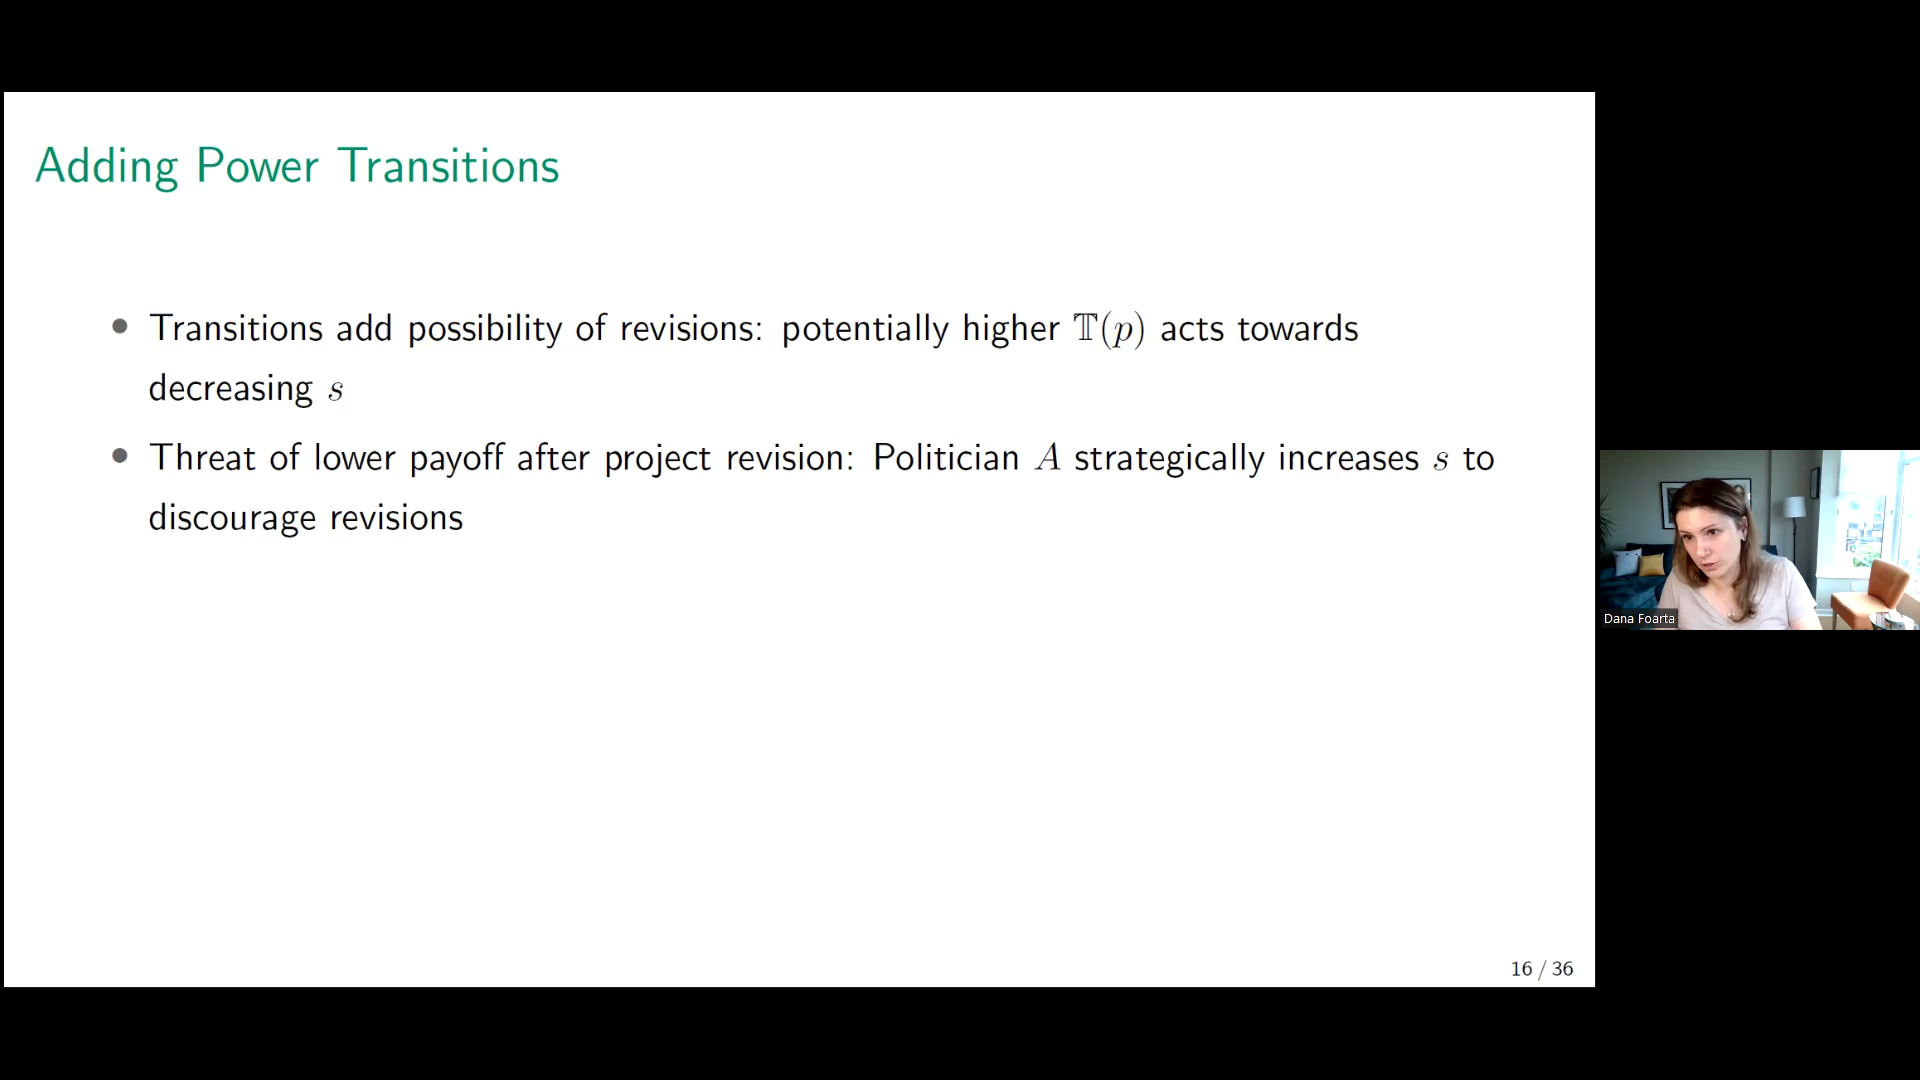 Adding Power Transitions
• Transitions add possibility of revisions: potentially higher 𝕋(p) acts towards
decreasing s
• Threat of lower payoff after project revision: Politician A strategically increases s to
discourage revisions
16 / 36
Dana Foarta